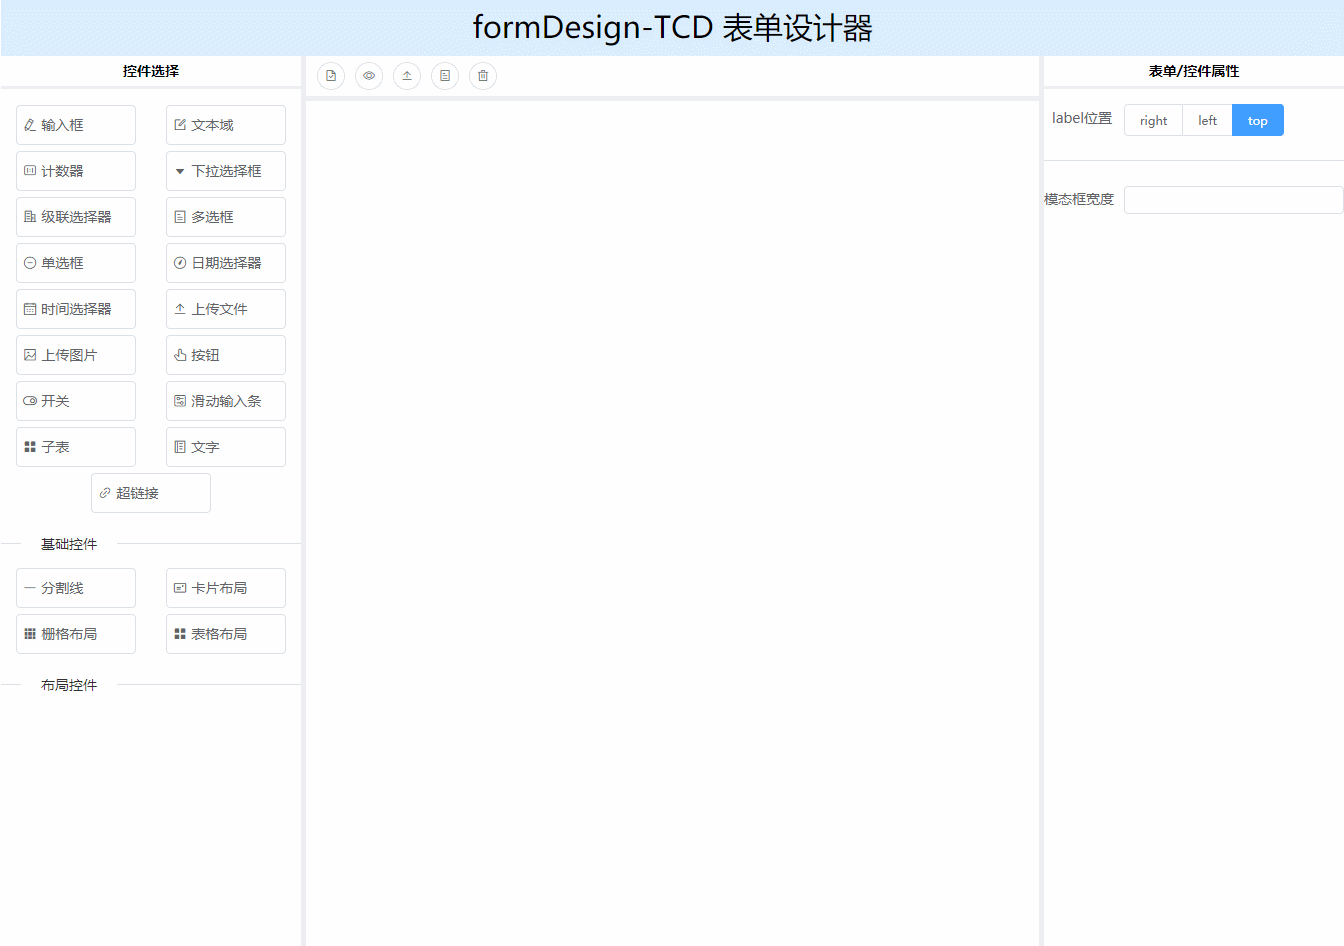 formDesign-TCD 表单设计器
控件选择
输入框
文本域
计数器
下拉选择框
级联选择器
多选框
单选框
日期选择器
时间选择器
上传文件
上传图片
按钮
开关
滑动输入条
子表
文字
超链接
基础控件
分割线
卡片布局
栅格布局
表格布局
布局控件
表单/控件属性
label位置
right
left
top
模态框宽度